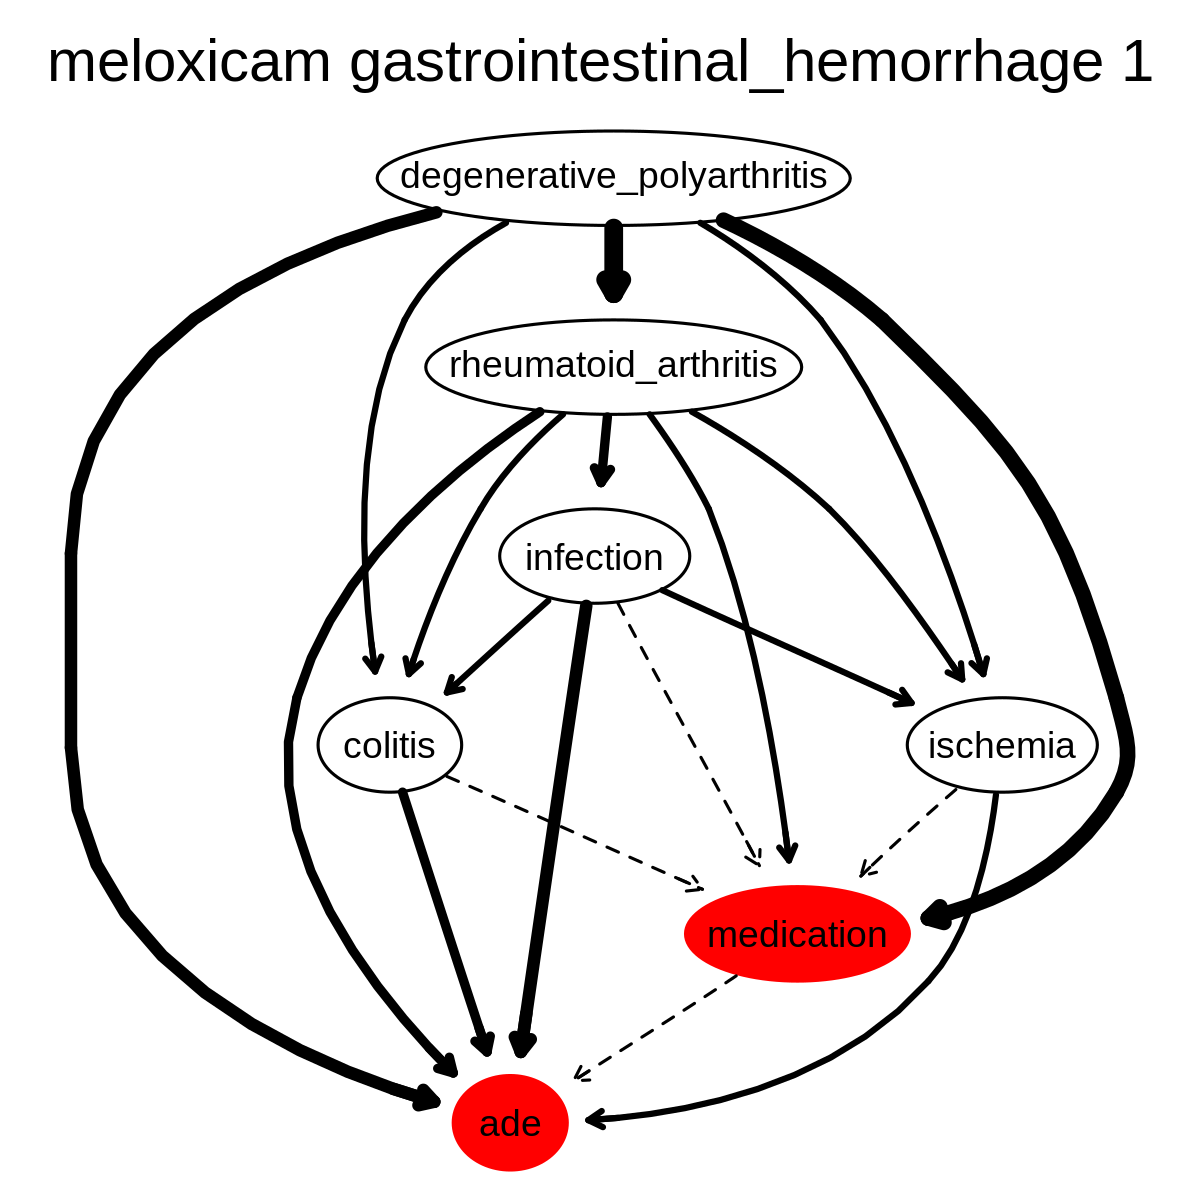 meloxicam gastrointestinal_hemorrhage 1
degenerative_polyarthritis
rheumatoid_arthritis
infection
colitis
ischemia
medication
ade